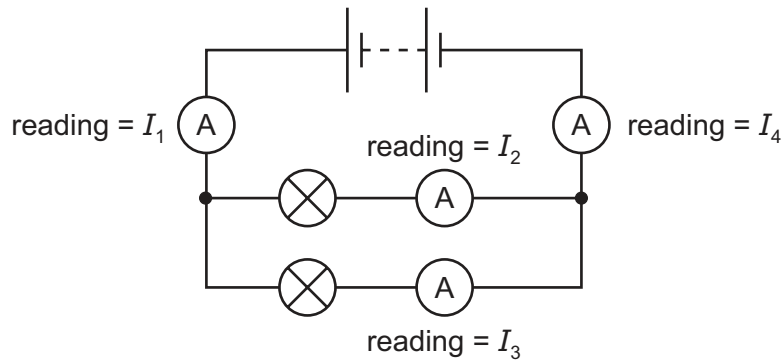 A
reading = I₁
A
reading = I₄
reading = I₂
A
A
reading = I₃